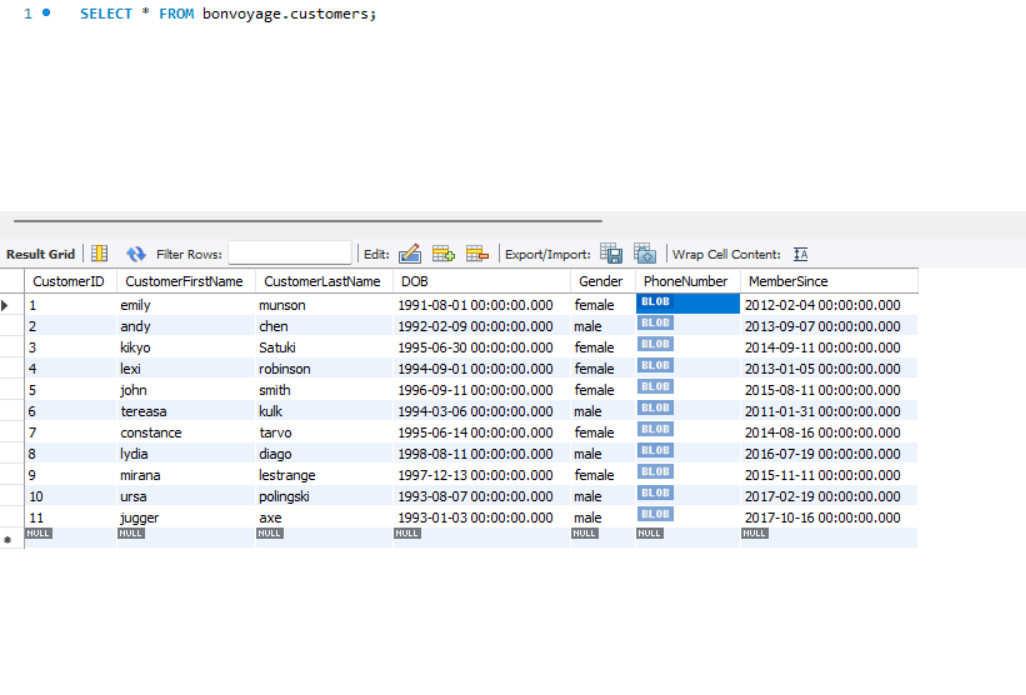 1 SELECT * FROM bonvoyage.customers;
Result Grid Filter Rows: Edit: Export/Import: Wrap Cell Content: IA
CustomerID CustomerFirstName CustomerLastName DOB Gender PhoneNumber MemberSince
1 emily munson 1991-08-01 00:00:00.000 female BLOB 2012-02-04 00:00:00.000
2 andy chen 1992-02-09 00:00:00.000 male BLOB 2013-09-07 00:00:00.000
3 kikyo Satuki 1995-06-30 00:00:00.000 female BLOB 2014-09-11 00:00:00.000
4 lexi robinson 1994-09-01 00:00:00.000 female BLOB 2013-01-05 00:00:00.000
5 john smith 1996-09-11 00:00:00.000 female BLOB 2015-08-11 00:00:00.000
6 tereasa kulk 1994-03-06 00:00:00.000 male BLOB 2011-01-31 00:00:00.000
7 constance tarvo 1995-06-14 00:00:00.000 female BLOB 2014-08-16 00:00:00.000
8 lydia diago 1998-08-11 00:00:00.000 male BLOB 2016-07-19 00:00:00.000
9 mirana lestrange 1997-12-13 00:00:00.000 female BLOB 2015-11-11 00:00:00.000
10 ursa polingski 1993-08-07 00:00:00.000 male BLOB 2017-02-19 00:00:00.000
11 jugger axe 1993-01-03 00:00:00.000 male BLOB 2017-10-16 00:00:00.000
NULL NULL NULL NULL NULL NULL NULL